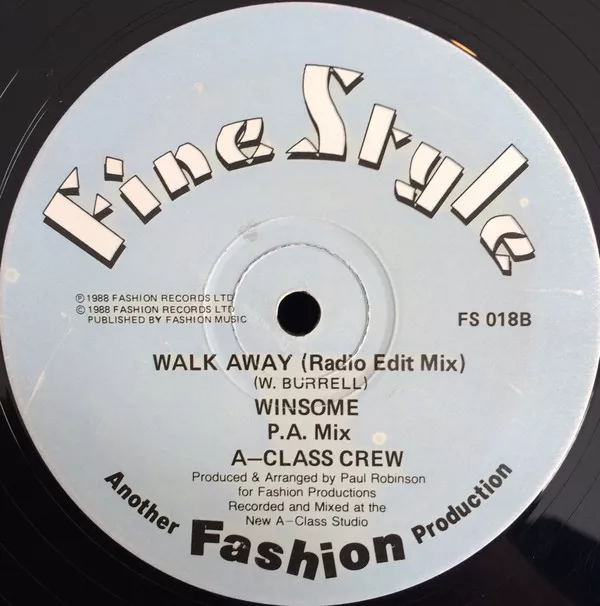 Fine Style
℗ 1988 FASHION RECORDS LTD
© 1988 FASHION RECORDS LTD
PUBLISHED BY FASHION MUSIC
FS 018B
WALK AWAY (Radio Edit Mix)
(W. BURRELL)
WINSOME
P.A. Mix
A–CLASS CREW
Produced & Arranged by Paul Robinson
for Fashion Productions
Recorded and Mixed at the
New A–Class Studio
Another Fashion Production